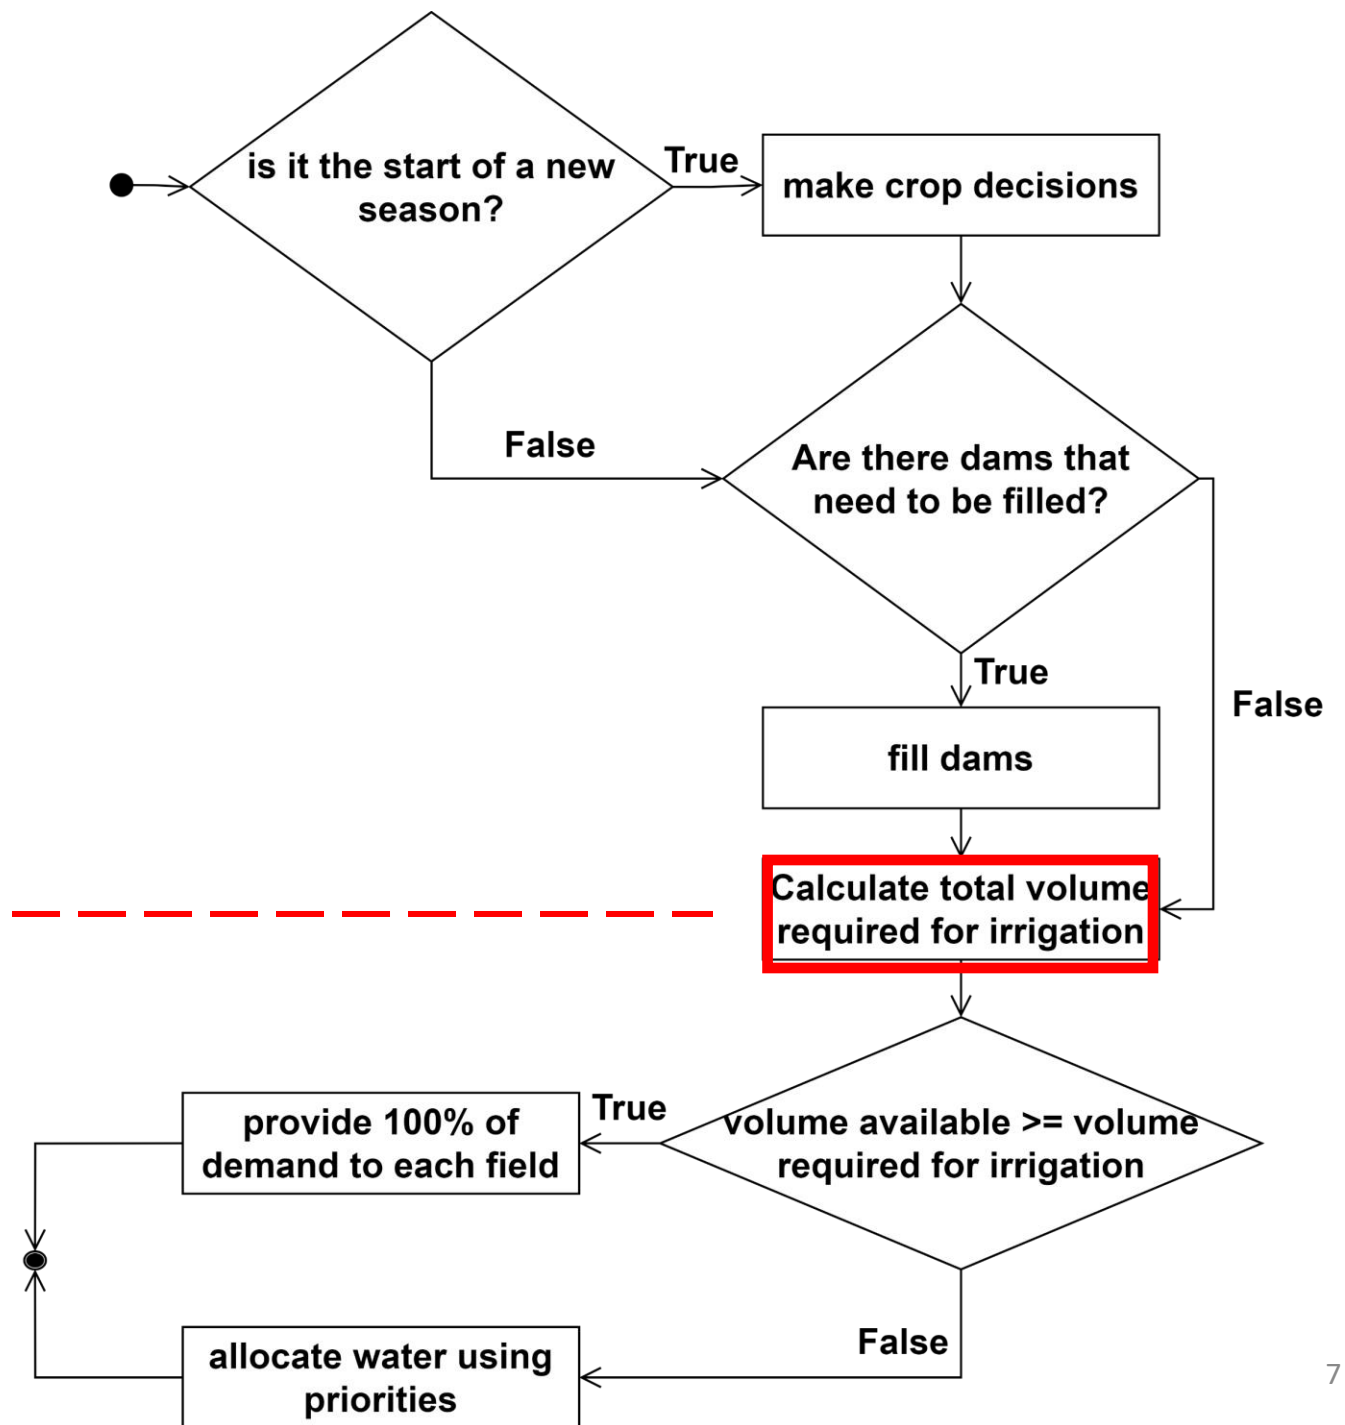 is it the start of a new
season?
True
make crop decisions
False
Are there dams that
need to be filled?
True
False
fill dams
Calculate total volume
required for irrigation
volume available >= volume
required for irrigation
True
provide 100% of
demand to each field
False
allocate water using
priorities
7